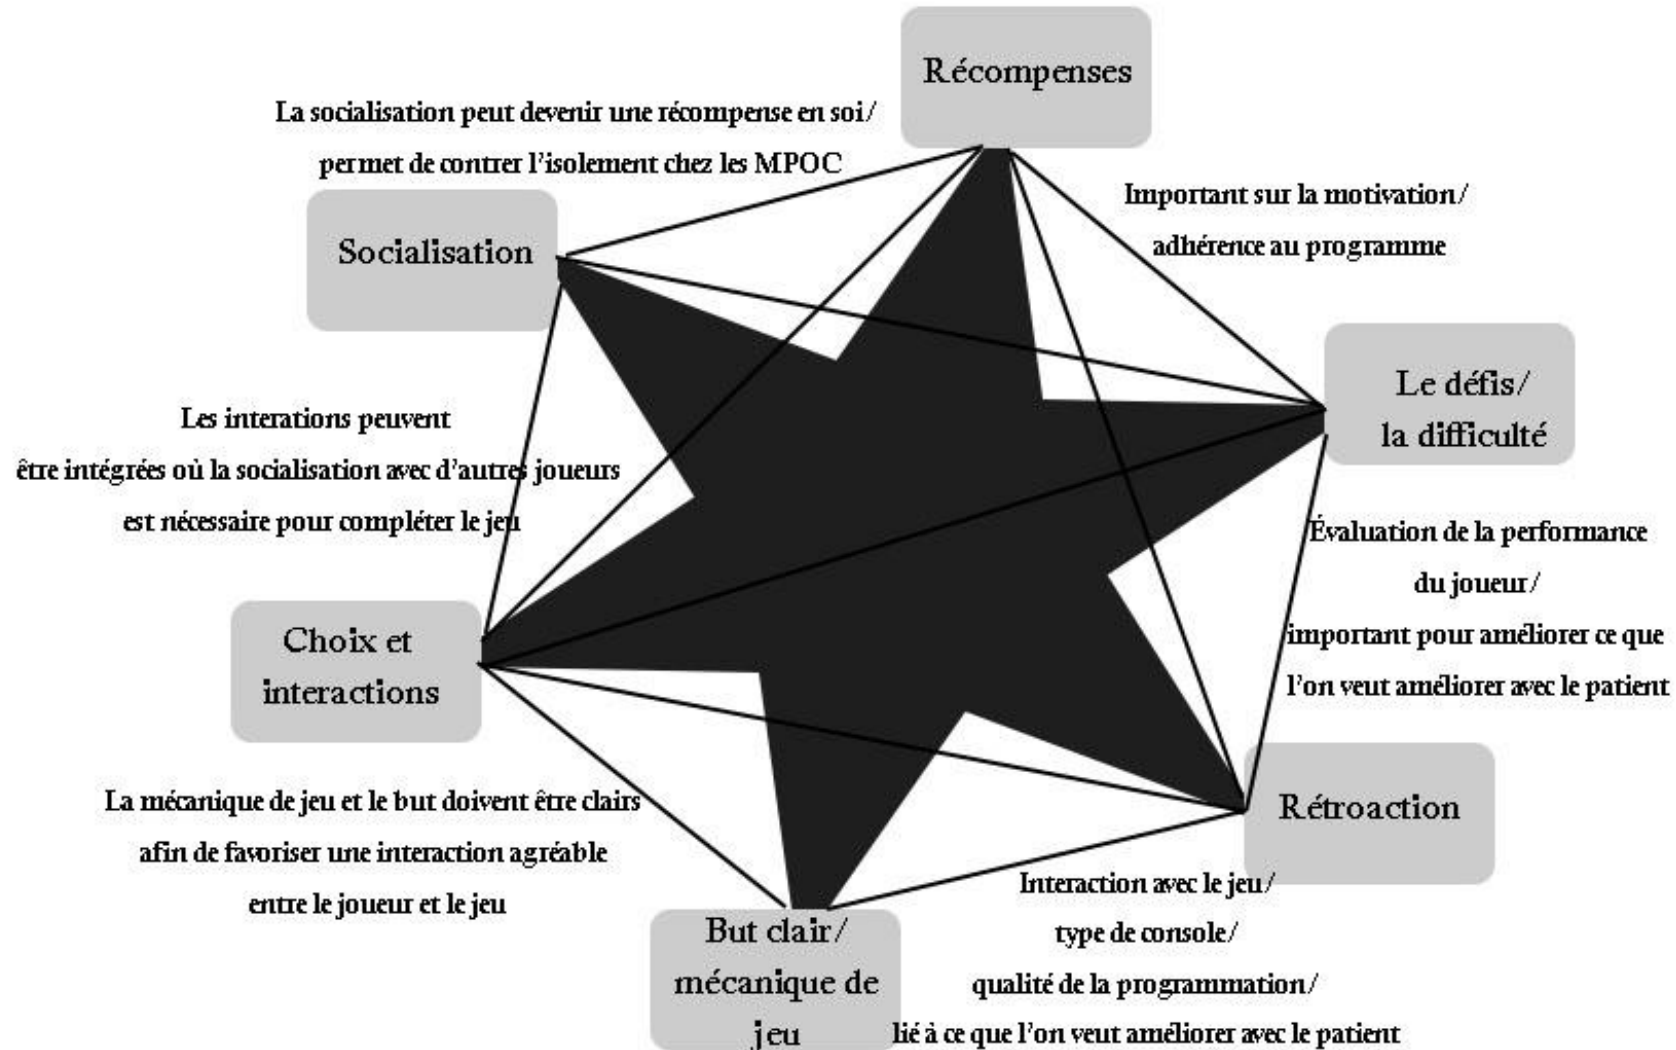 Récompenses
La socialisation peut devenir une récompense en soi/
permet de contrer l'isolement chez les MPOC
Important sur la motivation/
adhérence au programme
Socialisation
Le défis/
la difficulté
Les interations peuvent
être intégrées où la socialisation avec d'autres joueurs
est nécessaire pour compléter le jeu
Évaluation de la performance
du joueur/
important pour améliorer ce que
l'on veut améliorer avec le patient
Choix et
interactions
Rétroaction
La mécanique de jeu et le but doivent être clairs
afin de favoriser une interaction agréable
entre le joueur et le jeu
Interaction avec le jeu/
type de console/
qualité de la programmation/
lié à ce que l'on veut améliorer avec le patient
But clair/
mécanique de
jeu